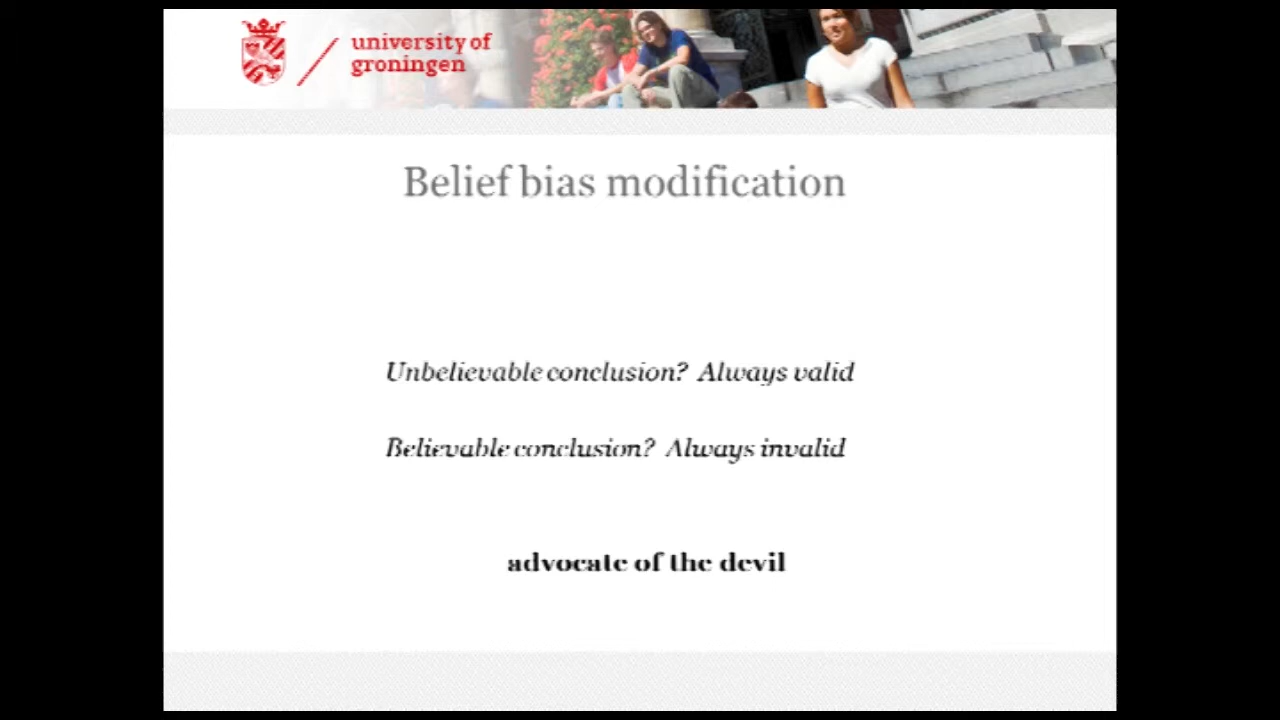 university of
groningen
Belief bias modification
Unbelievable conclusion? Always valid
Believable conclusion? Always invalid
advocate of the devil